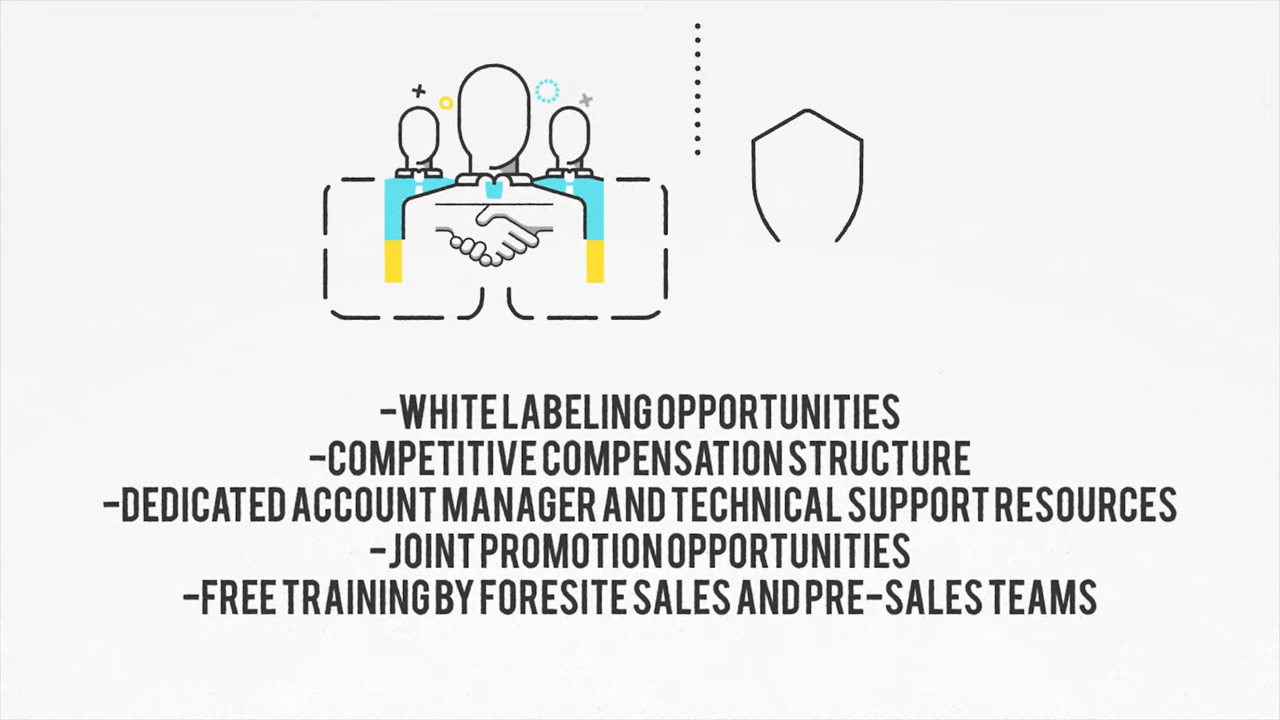 -WHITE LABELING OPPORTUNITIES
-COMPETITIVE COMPENSATION STRUCTURE
-DEDICATED ACCOUNT MANAGER AND TECHNICAL SUPPORT RESOURCES
-JOINT PROMOTION OPPORTUNITIES
-FREE TRAINING BY FORESITE SALES AND PRE-SALES TEAMS